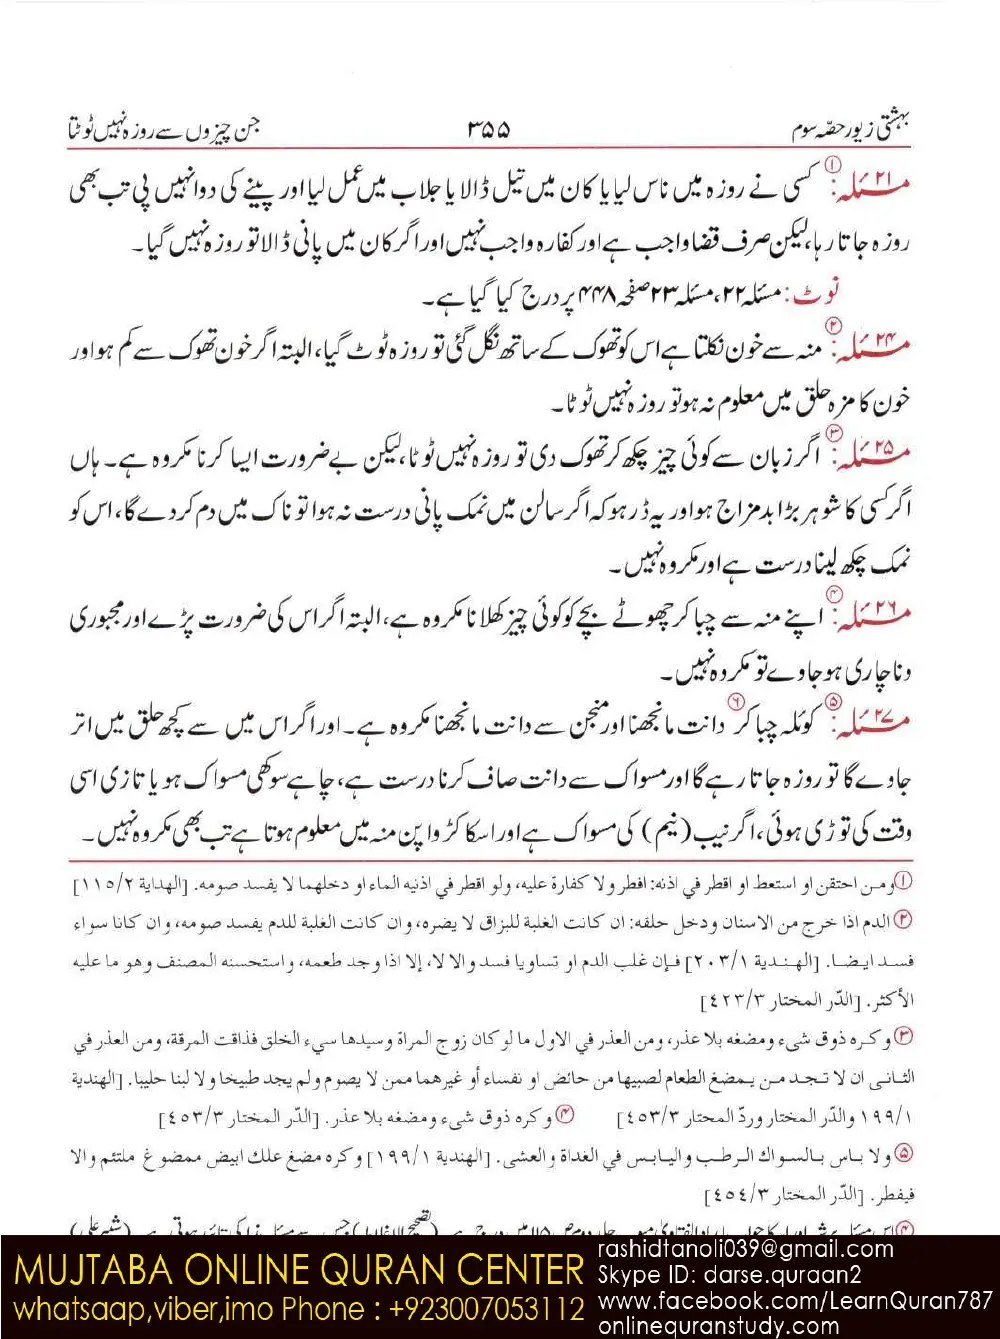 بہشتی زیور حصّہ سوم ۳۵۵ جن چیزوں سے روزہ نہیں ٹوٹتا
مسئلہ ۲۱: ① کسی نے روزہ میں ناس لیا یا کان میں تیل ڈالا یا جلاب میں عمل لیا اور پینے کی دوا نہیں پی تب بھی
روزہ جاتا رہا، لیکن صرف قضا واجب ہے اور کفارہ واجب نہیں اور اگر کان میں پانی ڈالا تو روزہ نہیں گیا۔
نوٹ: مسئلہ ۲۲، مسئلہ ۲۳ صفحہ ۴۴۸ پر درج کیا گیا ہے۔
مسئلہ ۲۴: ② منہ سے خون نکلتا ہے اس کو تھوک کے ساتھ نگل گئی تو روزہ ٹوٹ گیا، البتہ اگر خون تھوک سے کم ہو اور
خون کا مزہ حلق میں معلوم نہ ہو تو روزہ نہیں ٹوٹا۔
مسئلہ ۲۵: ③ اگر زبان سے کوئی چیز چکھ کر تھوک دی تو روزہ نہیں ٹوٹا، لیکن بے ضرورت ایسا کرنا مکروہ ہے۔ ہاں
اگر کسی کا شوہر بڑا بدمزاج ہو اور یہ ڈر ہو کہ اگر سالن میں نمک پانی درست نہ ہوا تو ناک میں دم کر دے گا، اس کو
نمک چکھ لینا درست ہے اور مکروہ نہیں۔
مسئلہ ۲۶: ④ اپنے منہ سے چبا کر چھوٹے بچے کو کوئی چیز کھلانا مکروہ ہے، البتہ اگر اس کی ضرورت پڑے اور مجبوری
و ناچاری ہو جاوے تو مکروہ نہیں۔
مسئلہ ۲۷: ⑤ کوئلہ چبا کر ⑥ دانت مانجھنا اور منجن سے دانت مانجھنا مکروہ ہے۔ اور اگر اس میں سے کچھ حلق میں اتر
جاوے گا تو روزہ جاتا رہے گا اور مسواک سے دانت صاف کرنا درست ہے، چاہے سوکھی مسواک ہو یا تازی اسی
وقت کی توڑی ہوئی، اگر نیب (نیم) کی مسواک ہے اور اسکا کڑوا پن منہ میں معلوم ہوتا ہے تب بھی مکروہ نہیں۔
① ومن احتقن او استعط او اقطر في اذنه: افطر ولا كفارة عليه، ولو اقطر في اذنيه الماء او دخلهما لا يفسد صومه. [الهداية ١١٥/٢]
② الدم اذا خرج من الاسنان ودخل حلقه: ان كانت الغلبة للبزاق لا يضره، وان كانت الغلبة للدم يفسد صومه، وان كانا سواء
فسد ايضا. [الهندية ٢٠٣/١] فإن غلب الدم او تساويا فسد والا لا، إلا اذا وجد طعمه، واستحسنه المصنف وهو ما عليه
الأكثر. [الدّر المختار ٤٢٣/٣]
③ وكره ذوق شيء ومضغه بلا عذر، ومن العذر في الاول ما لو كان زوج المرأة وسيدها سيء الخلق فذاقت المرقة، ومن العذر في
الثاني ان لا تجد من يمضغ الطعام لصبيها من حائض او نفساء أو غيرهما ممن لا يصوم ولم يجد طبيخا ولا لبنا حليبا. [الهندية
١٩٩/١ والدّر المختار وردّ المحتار ٤٥٣/٣] ④ وكره ذوق شيء ومضغه بلا عذر. [الدّر المختار ٤٥٣/٣]
⑤ ولا باس بالسواك الرطب واليابس في الغداة والعشي. [الهندية ١٩٩/١] وكره مضغ علك ابيض ممضوغ ملتئم والا
فيفطر. [الدّر المختار ٤٥٤/٣]
MUJTABA ONLINE QURAN CENTER
whatsaap,viber,imo Phone : +923007053112
rashidtanoli039@gmail.com
Skype ID: darse.quraan2
www.facebook.com/LearnQuran787
onlinequranstudy.com